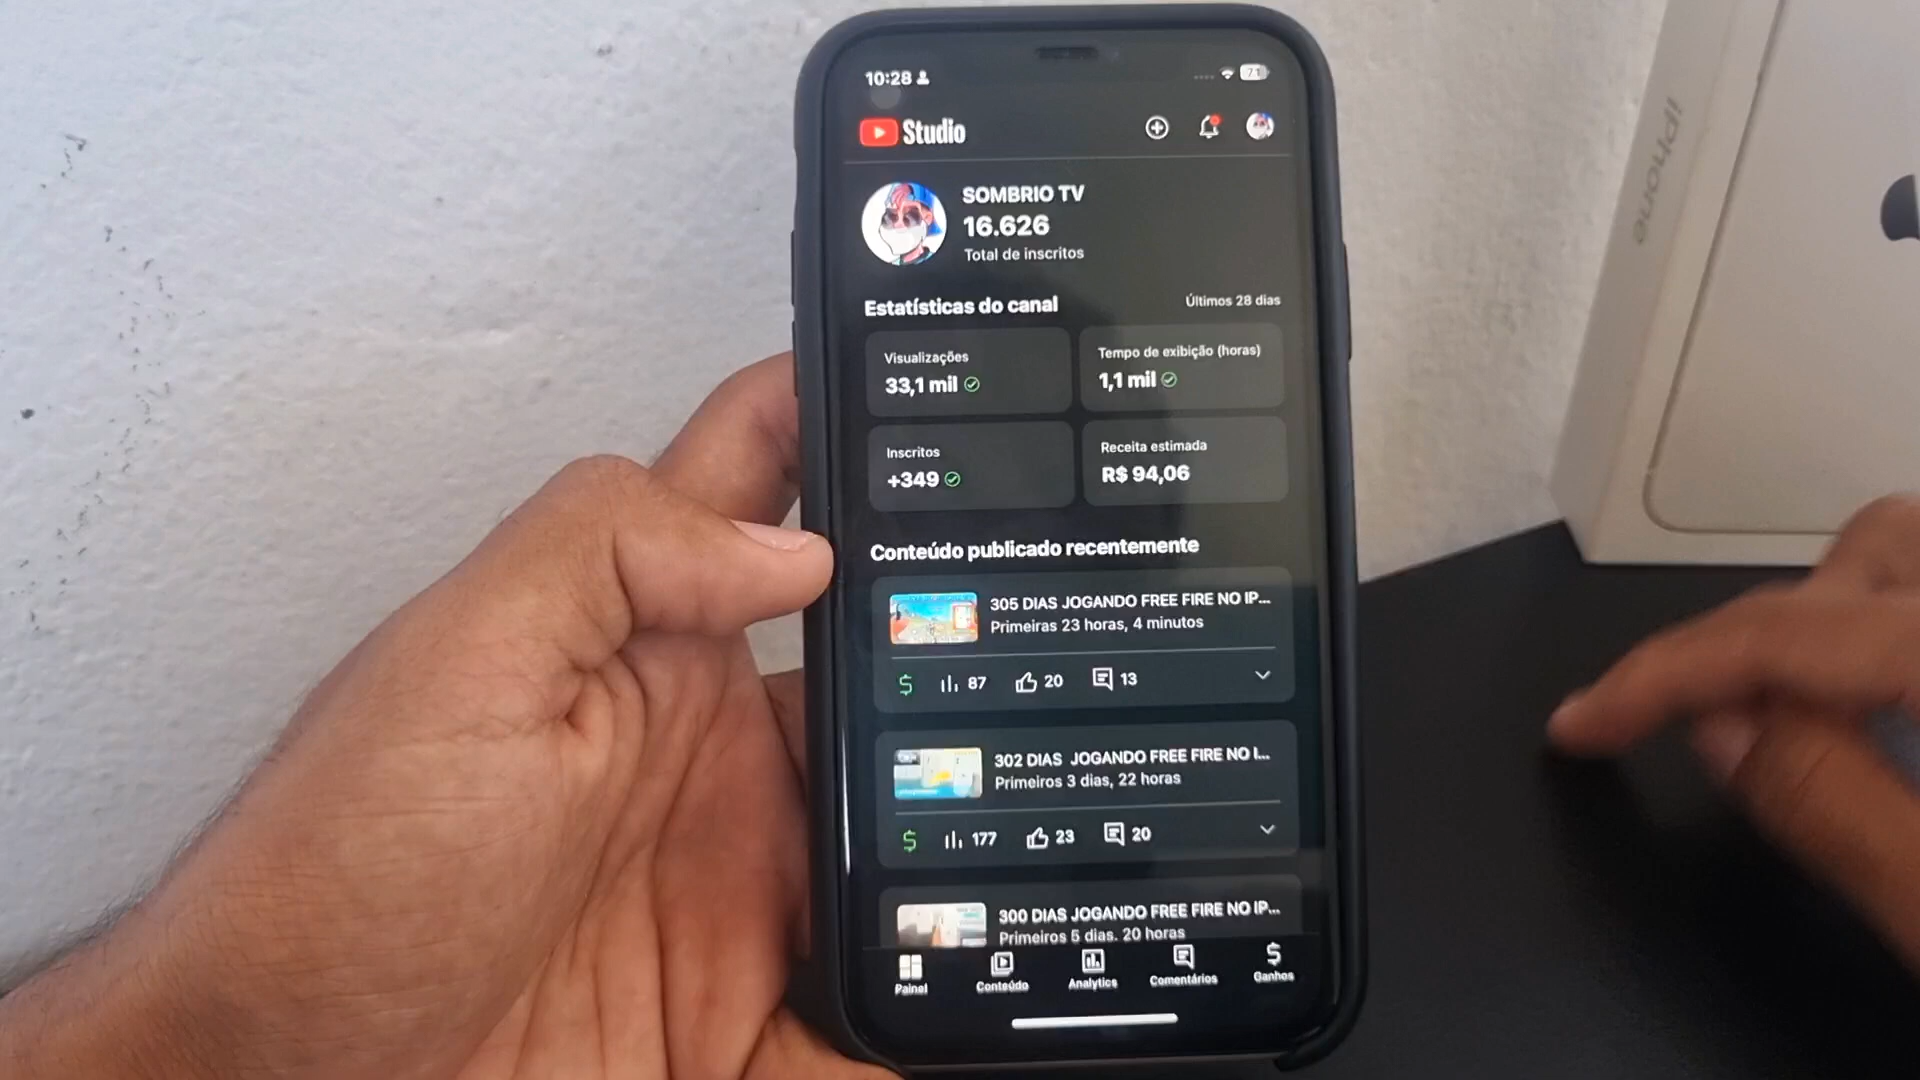 10:28
71
Studio
SOMBRIO TV
16.626
Total de inscritos
Estatísticas do canal
Últimos 28 dias
Visualizações
33,1 mil
Tempo de exibição (horas)
1,1 mil
Inscritos
+349
Receita estimada
R$ 94,06
Conteúdo publicado recentemente
305 DIAS JOGANDO FREE FIRE NO IP...
Primeiras 23 horas, 4 minutos
$ 87 20 13
302 DIAS JOGANDO FREE FIRE NO I...
Primeiros 3 dias, 22 horas
$ 177 23 20
300 DIAS JOGANDO FREE FIRE NO IP...
Primeiros 5 dias. 20 horas
Painel
Conteúdo
Analytics
Comentários
$
Ganhos
iPhone